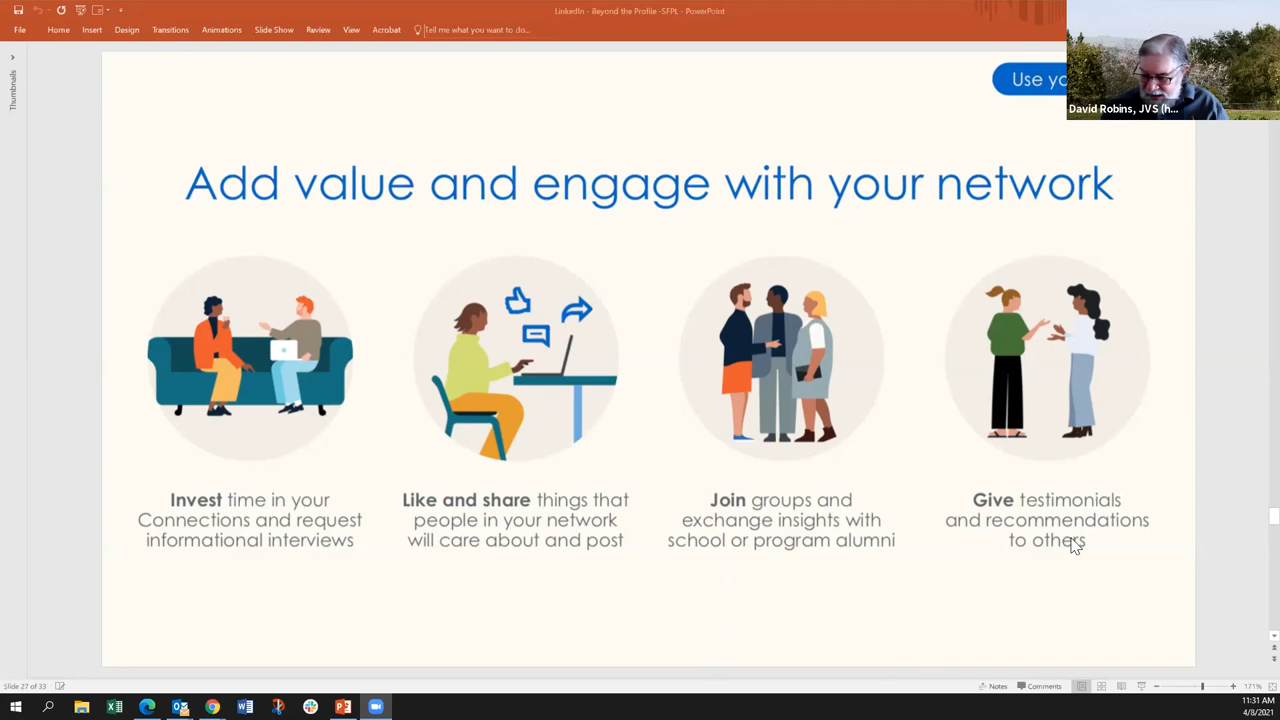 LinkedIn - Beyond the Profile -SFPL - PowerPoint
File Home Insert Design Transitions Animations Slide Show Review View Acrobat Tell me what you want to do...
Thumbnails
Use yo
David Robins, JVS (h...
Add value and engage with your network
Invest time in your
Connections and request
informational interviews
Like and share things that
people in your network
will care about and post
Join groups and
exchange insights with
school or program alumni
Give testimonials
and recommendations
to others
Slide 27 of 33
Notes Comments 171%
11:31 AM
4/8/2021